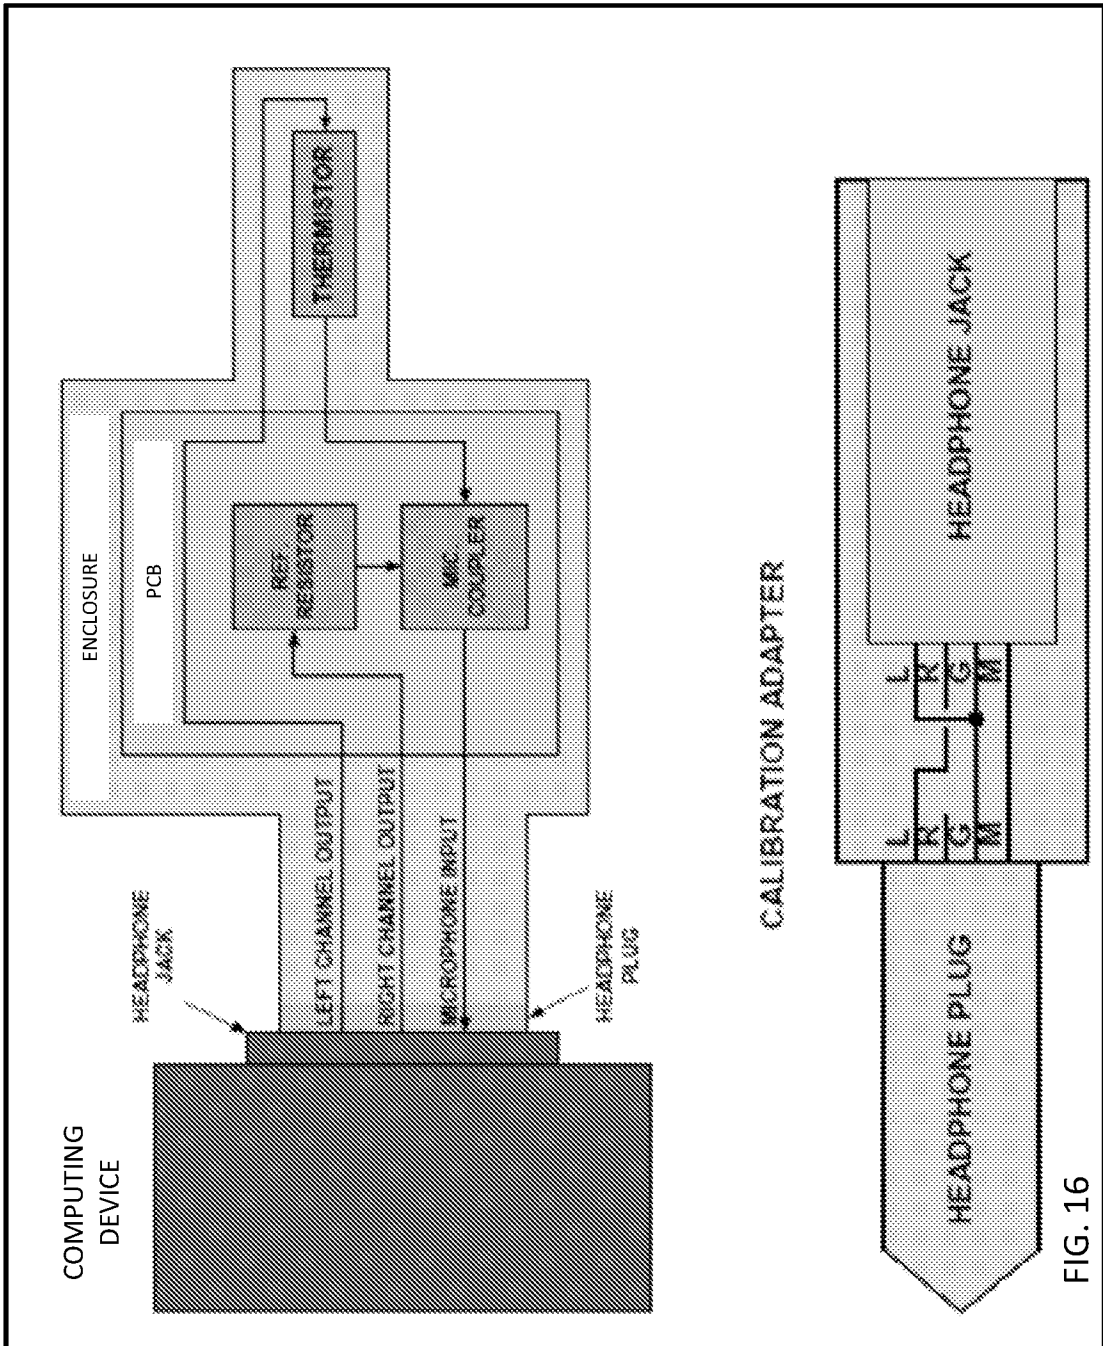 COMPUTING
DEVICE
HEADPHONE
JACK
ENCLOSURE
PCB
LEFT CHANNEL OUTPUT
RIGHT CHANNEL OUTPUT
MICROPHONE INPUT
REF
RESISTOR
MIC
COUPLER
THERMISTOR
HEADPHONE
PLUG
CALIBRATION ADAPTER
HEADPHONE PLUG
L
R
G
M
L
R
G
M
HEADPHONE JACK
FIG. 16